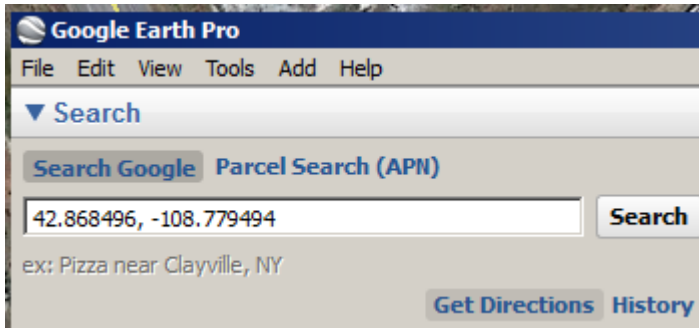 Google Earth Pro
File Edit View Tools Add Help
Search
Search Google Parcel Search (APN)
42.868496, -108.779494 Search
ex: Pizza near Clayville, NY
Get Directions History